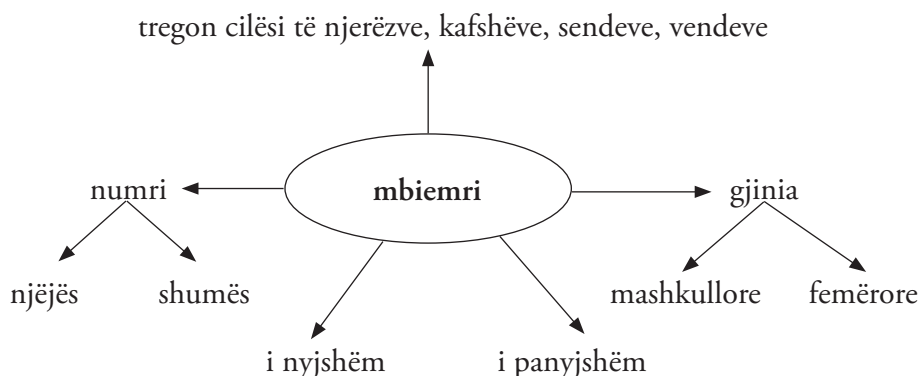 tregon cilësi të njerëzve, kafshëve, sendeve, vendeve
numri
mbiemri
gjinia
njëjës
shumës
mashkullore
femërore
i nyjshëm
i panyjshëm